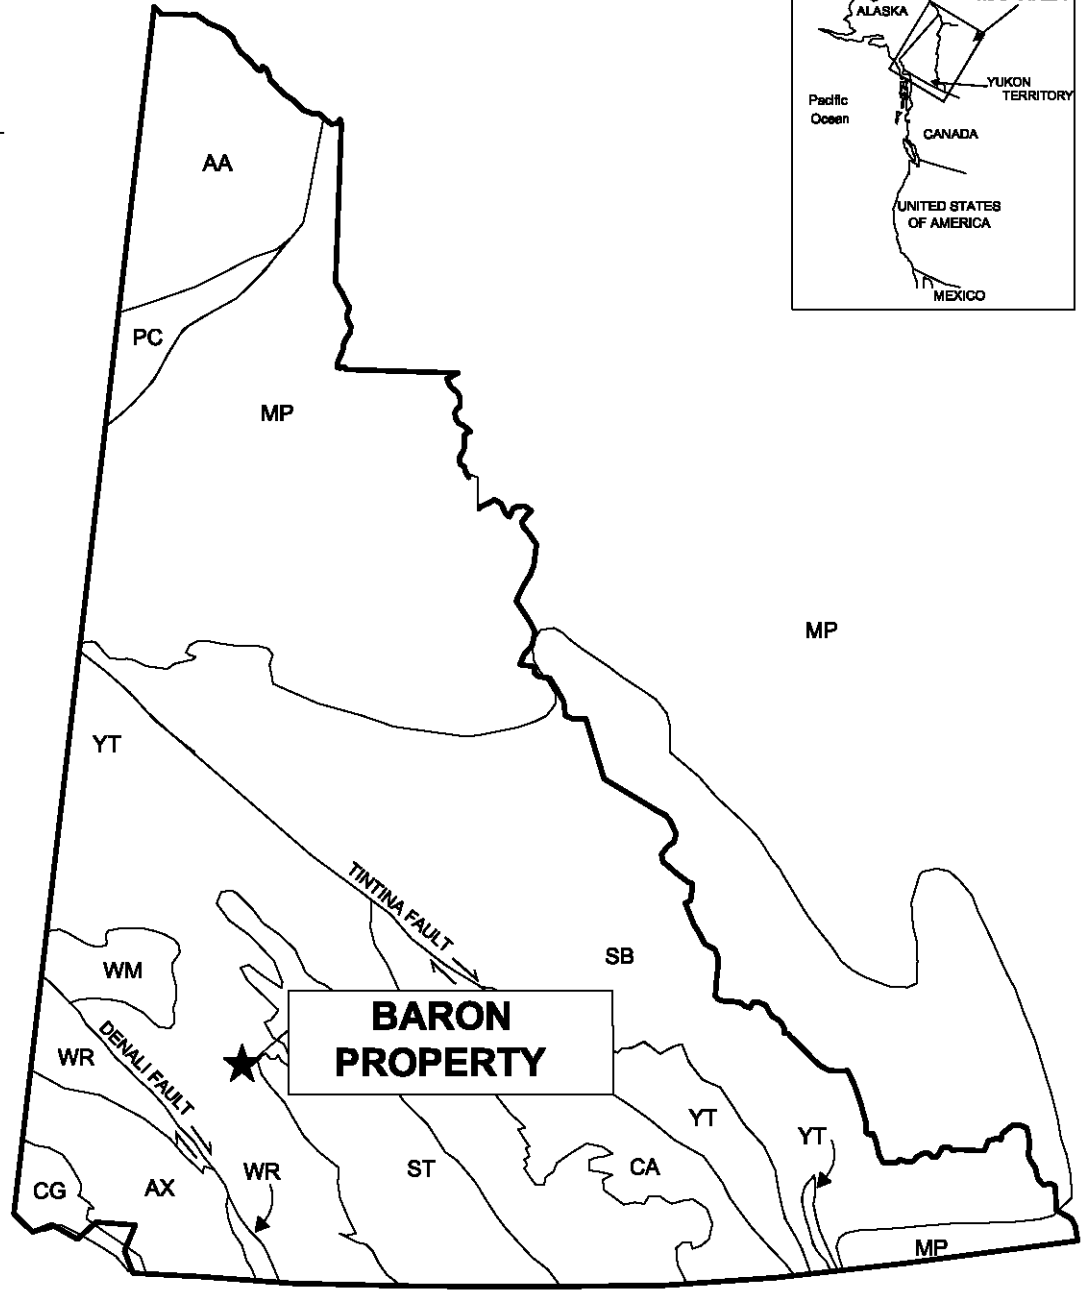 ALASKA
YUKON
TERRITORY
Pacific
Ocean
CANADA
UNITED STATES
OF AMERICA
MEXICO
AA
PC
MP
MP
YT
TINTINA FAULT
SB
WM
BARON
PROPERTY
DENALI FAULT
WR
YT
YT
WR
ST
CA
CG
AX
MP